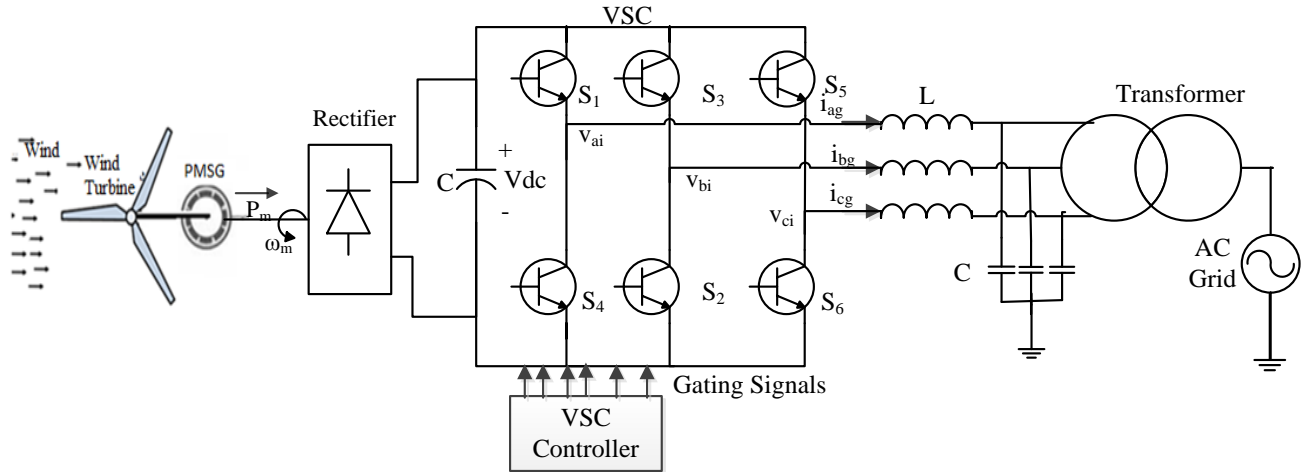 VSC
Wind
Wind
Turbine
PMSG
P_m
ω_m
Rectifier
C
+
Vdc
-
S_1
S_3
S_5
S_4
S_2
S_6
v_ai
v_bi
v_ci
i_ag
i_bg
i_cg
L
C
Transformer
AC
Grid
Gating Signals
VSC
Controller